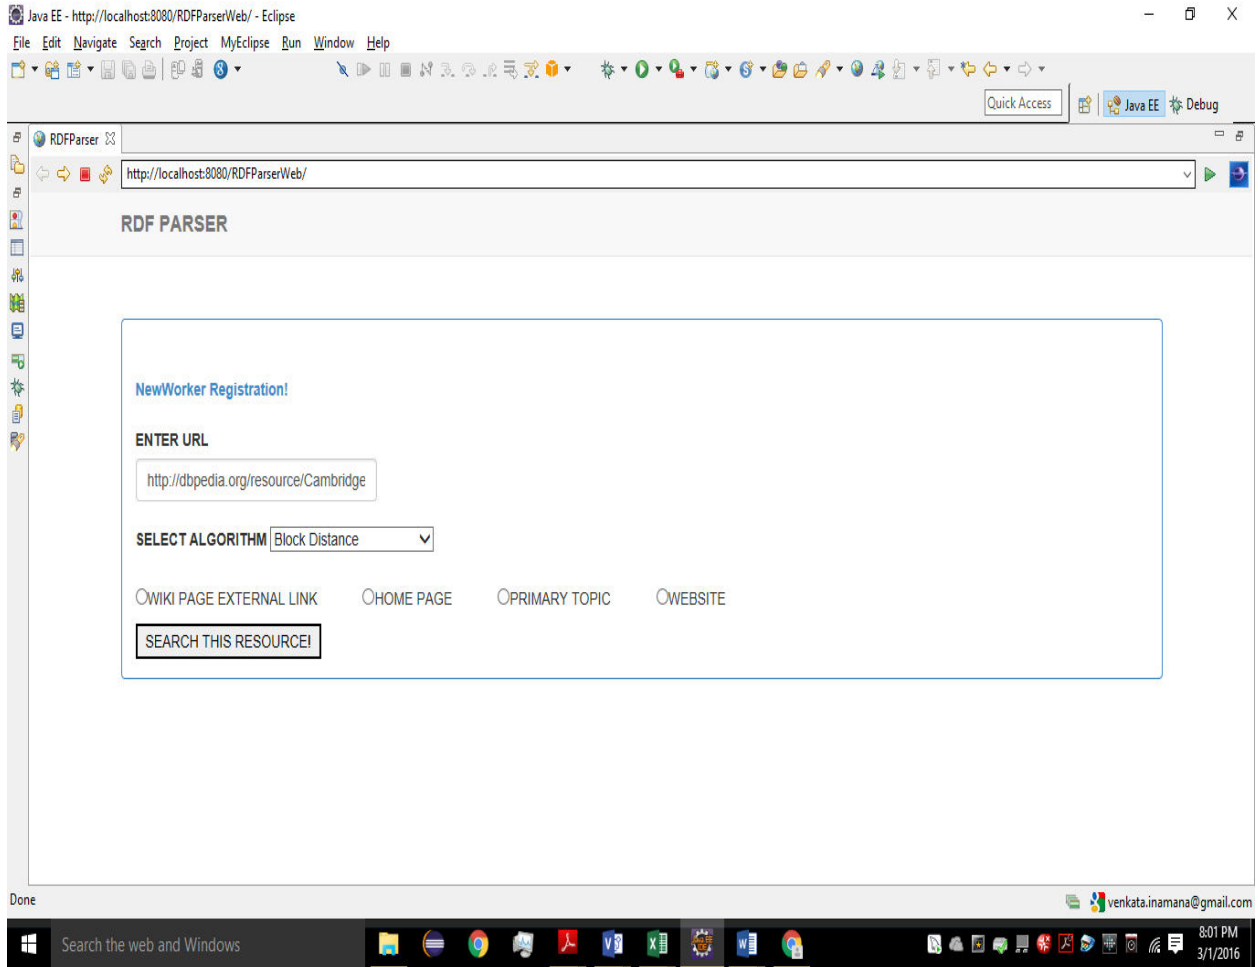 Java EE - http://localhost:8080/RDFParserWeb/ - Eclipse
File Edit Navigate Search Project MyEclipse Run Window Help
Quick Access
Java EE
Debug
RDFParser
http://localhost:8080/RDFParserWeb/
RDF PARSER
NewWorker Registration!
ENTER URL
http://dbpedia.org/resource/Cambridge
SELECT ALGORITHM Block Distance
WIKI PAGE EXTERNAL LINK HOME PAGE PRIMARY TOPIC WEBSITE
SEARCH THIS RESOURCE!
Done
venkata.inamana@gmail.com
Search the web and Windows
8:01 PM
3/1/2016